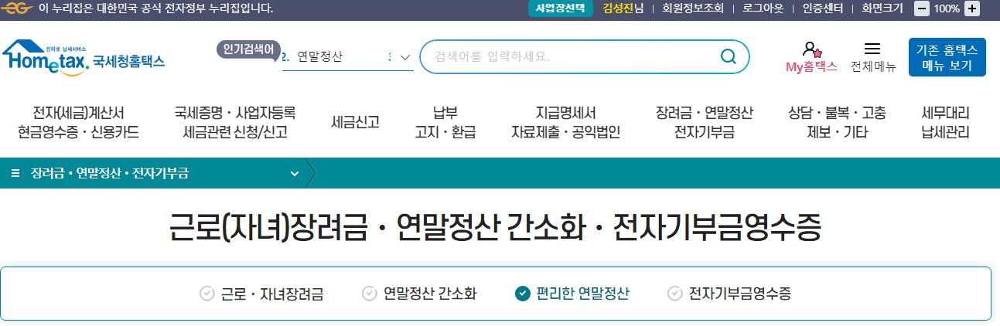 이 누리집은 대한민국 공식 전자정부 누리집입니다.
사업장선택 김성진님 회원정보조회 로그아웃 인증센터 화면크기 100%
인터넷 납세서비스
Hometax. 국세청홈택스
인기검색어
2. 연말정산
검색어를 입력하세요.
My홈택스
전체메뉴
기존 홈택스
메뉴 보기
전자(세금)계산서
현금영수증・신용카드
국세증명・사업자등록
세금관련 신청/신고
세금신고
납부
고지・환급
지급명세서
자료제출・공익법인
장려금・연말정산
전자기부금
상담・불복・고충
제보・기타
세무대리
납세관리
장려금・연말정산・전자기부금
근로(자녀)장려금・연말정산 간소화・전자기부금영수증
근로・자녀장려금 연말정산 간소화 편리한 연말정산 전자기부금영수증